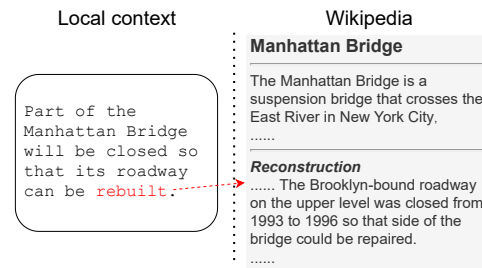 Local context
Part of the
Manhattan Bridge
will be closed so
that its roadway
can be rebuilt.
Wikipedia
Manhattan Bridge
The Manhattan Bridge is a
suspension bridge that crosses the
East River in New York City,
......
Reconstruction
...... The Brooklyn-bound roadway
on the upper level was closed from
1993 to 1996 so that side of the
bridge could be repaired.
......